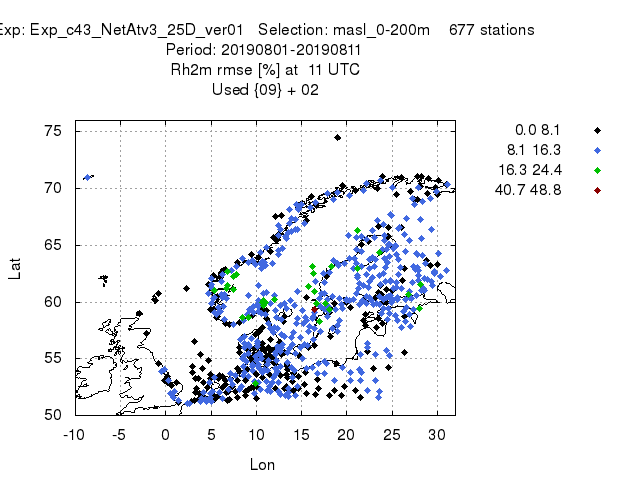 Exp: Exp_c43_NetAtv3_25D_ver01 Selection: masl_0-200m 677 stations
Period: 20190801-20190811
Rh2m rmse [%] at 11 UTC
Used {09} + 02
0.0 8.1
8.1 16.3
16.3 24.4
40.7 48.8
75
70
65
60
55
50
Lat
-10 -5 0 5 10 15 20 25 30
Lon